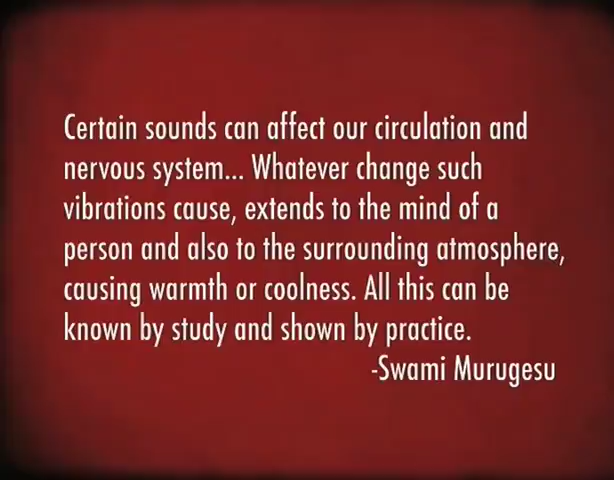 Certain sounds can affect our circulation and
nervous system... Whatever change such
vibrations cause, extends to the mind of a
person and also to the surrounding atmosphere,
causing warmth or coolness. All this can be
known by study and shown by practice.
-Swami Murugesu